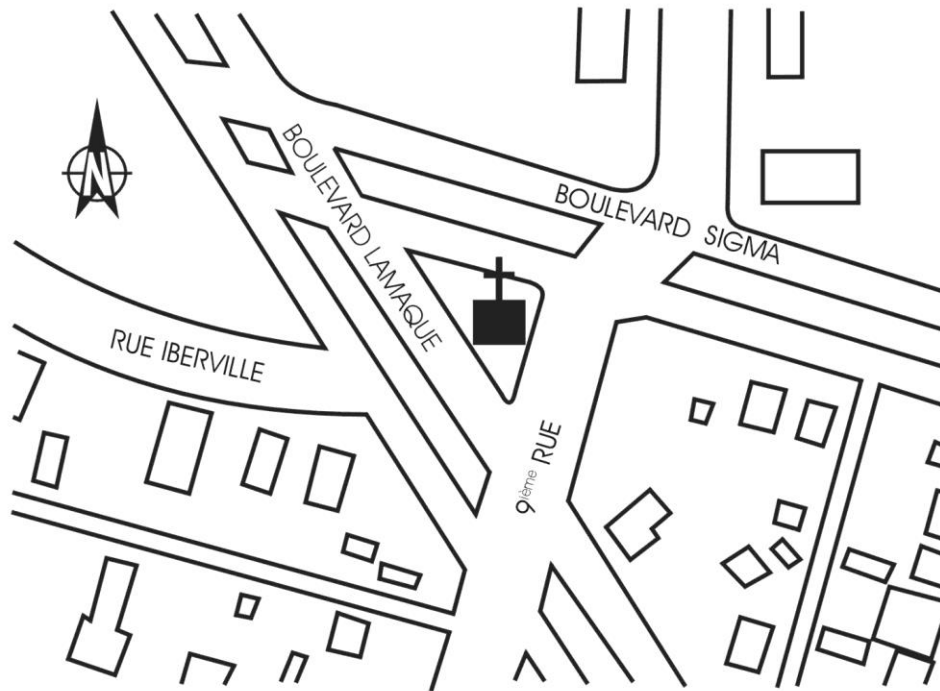 N
BOULEVARD LAMAQUE
BOULEVARD SIGMA
RUE IBERVILLE
9ième RUE